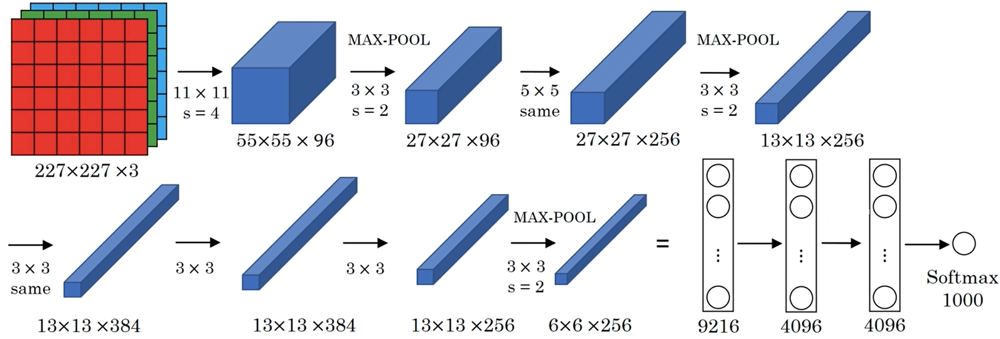 227×227 ×3
11 × 11
s = 4
55×55 × 96
MAX-POOL
3 × 3
s = 2
27×27 ×96
5 × 5
same
27×27 ×256
MAX-POOL
3 × 3
s = 2
13×13 ×256
3 × 3
same
13×13 ×384
3 × 3
13×13 ×384
3 × 3
13×13 ×256
MAX-POOL
3 × 3
s = 2
6×6 ×256
=
9216
4096
4096
Softmax
1000